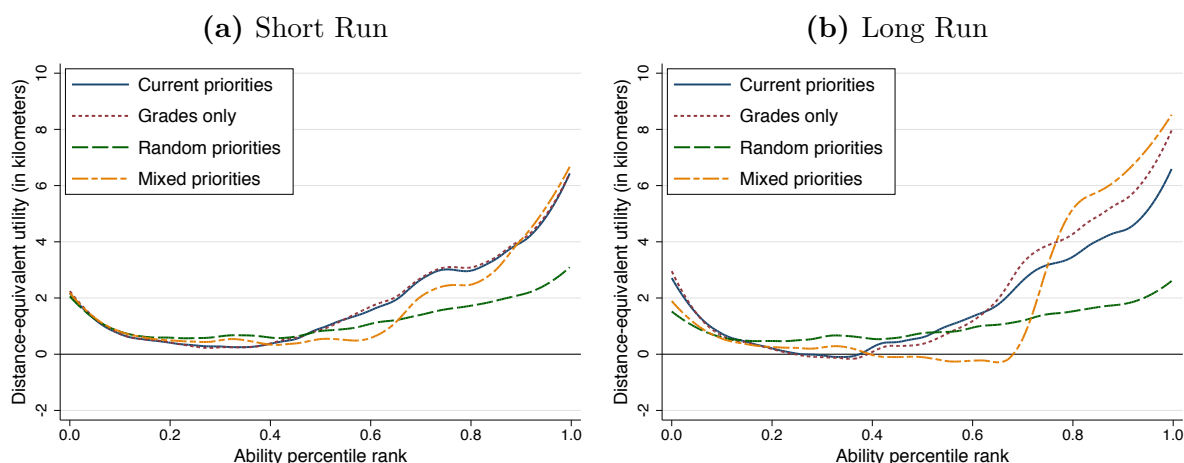 (a) Short Run
Distance-equivalent utility (in kilometers)
10
8
6
4
2
0
-2
Current priorities
Grades only
Random priorities
Mixed priorities
0.0 0.2 0.4 0.6 0.8 1.0
Ability percentile rank
(b) Long Run
Distance-equivalent utility (in kilometers)
10
8
6
4
2
0
-2
Current priorities
Grades only
Random priorities
Mixed priorities
0.0 0.2 0.4 0.6 0.8 1.0
Ability percentile rank